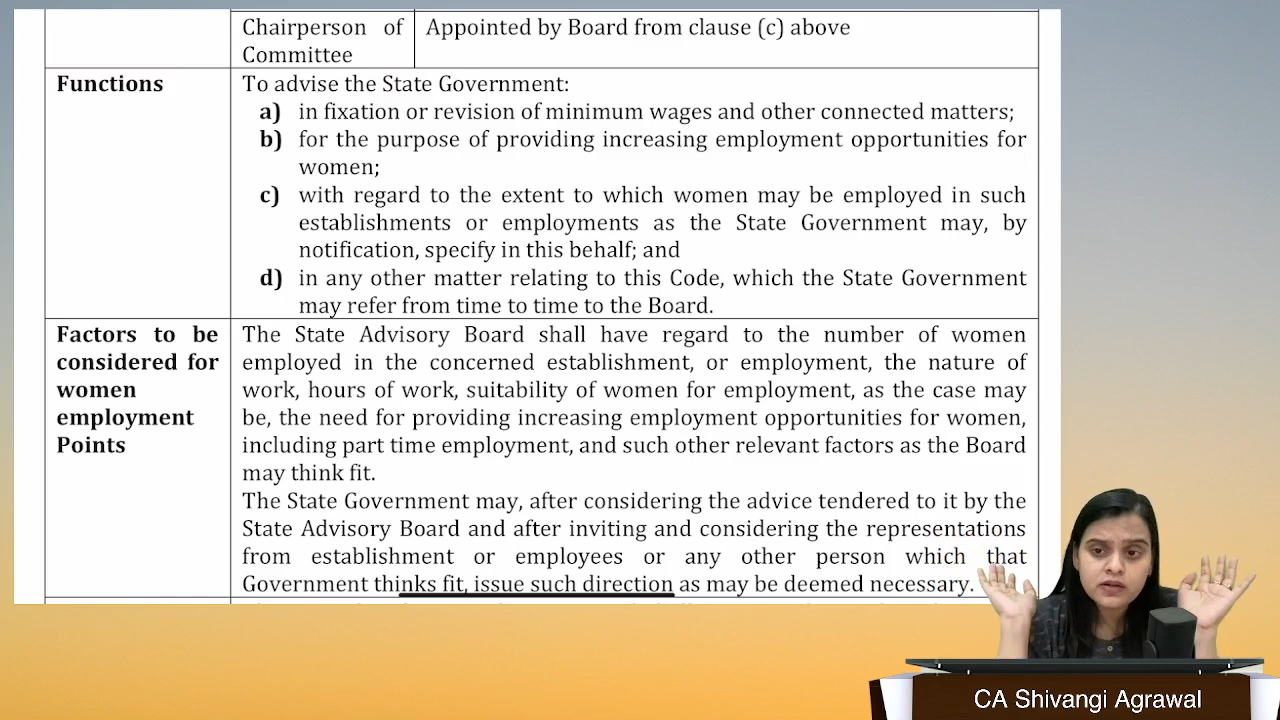 Chairperson of
Committee
Appointed by Board from clause (c) above
Functions
To advise the State Government:
a) in fixation or revision of minimum wages and other connected matters;
b) for the purpose of providing increasing employment opportunities for
women;
c) with regard to the extent to which women may be employed in such
establishments or employments as the State Government may, by
notification, specify in this behalf; and
d) in any other matter relating to this Code, which the State Government
may refer from time to time to the Board.
Factors to be
considered for
women
employment
Points
The State Advisory Board shall have regard to the number of women
employed in the concerned establishment, or employment, the nature of
work, hours of work, suitability of women for employment, as the case may
be, the need for providing increasing employment opportunities for women,
including part time employment, and such other relevant factors as the Board
may think fit.
The State Government may, after considering the advice tendered to it by the
State Advisory Board and after inviting and considering the representations
from establishment or employees or any other person which that
Government thinks fit, issue such direction as may be deemed necessary.
CA Shivangi Agrawal